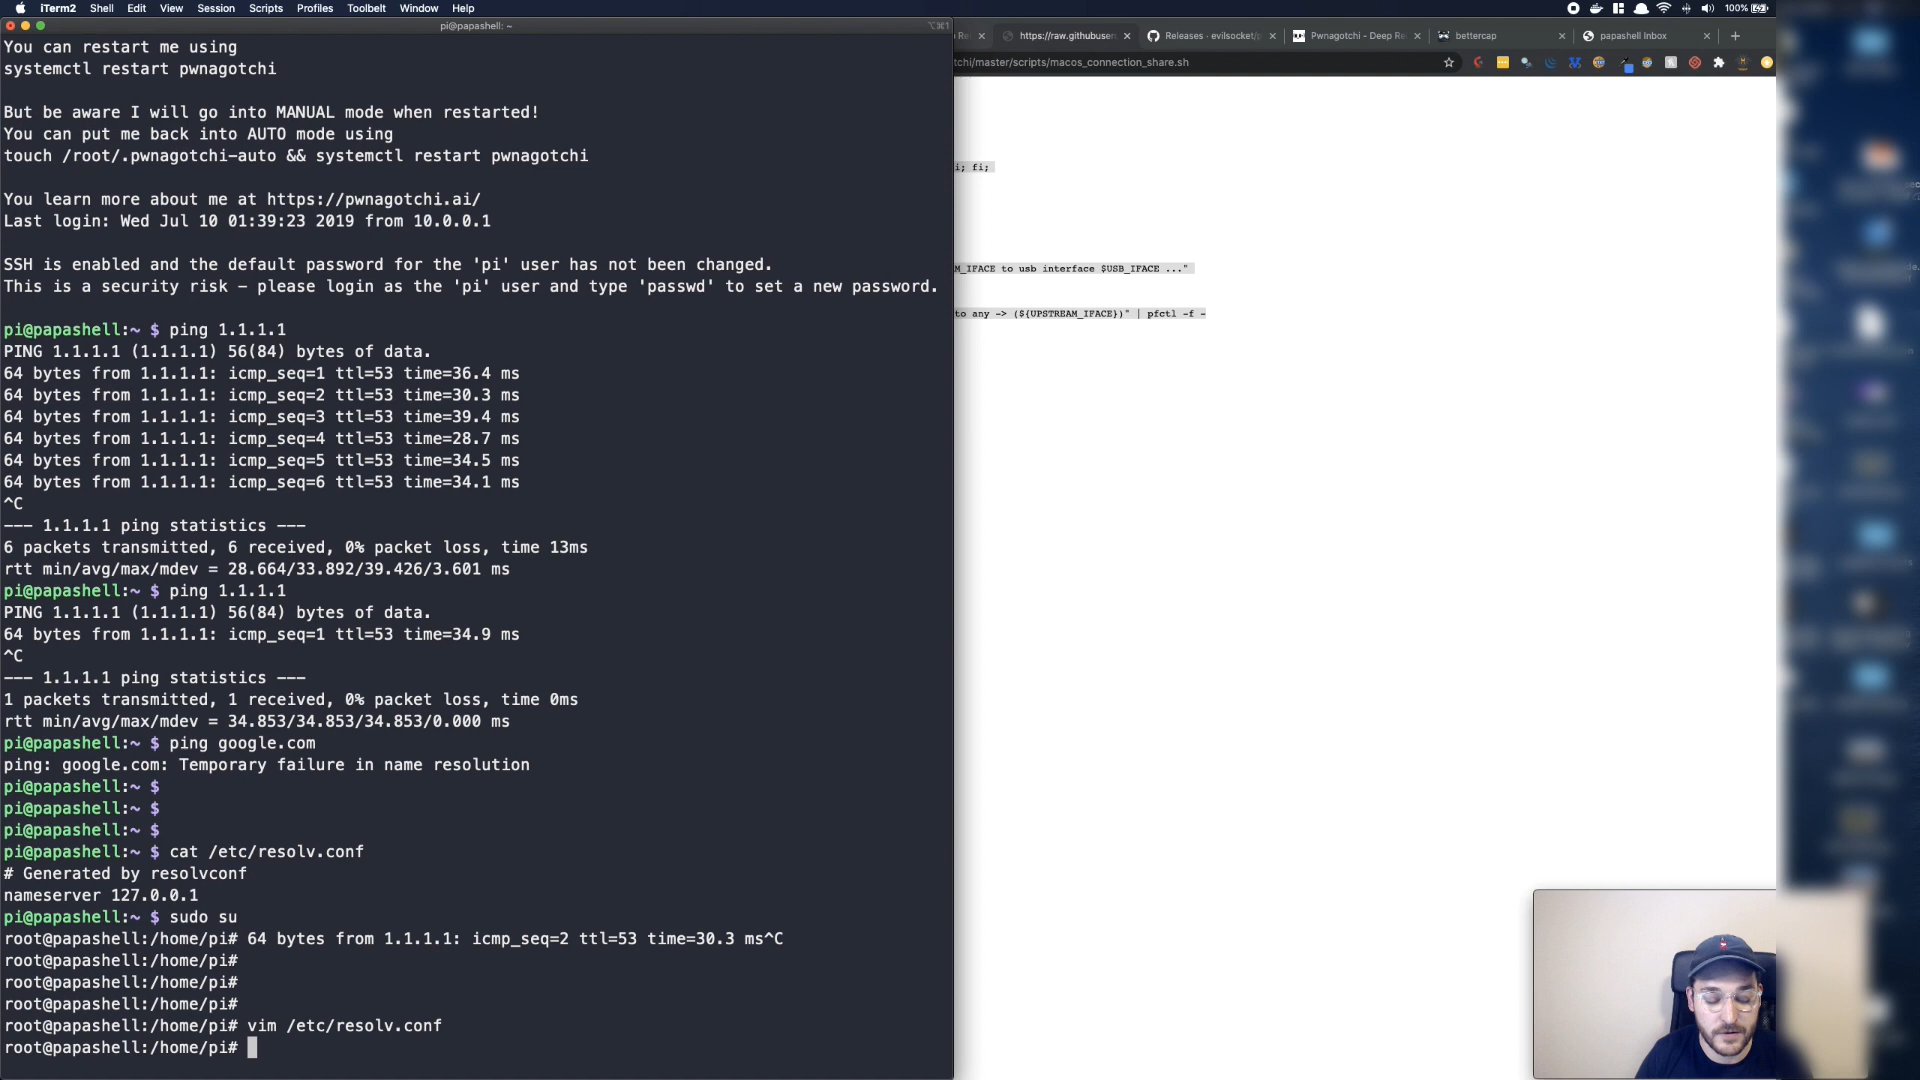 iTerm2 Shell Edit View Session Scripts Profiles Toolbelt Window Help
100%
pi@papashell: ~
⌥⌘1
https://raw.githubuser
Releases · evilsocket/p
Pwnagotchi - Deep Re
bettercap
papashell Inbox
tchi/master/scripts/macos_connection_share.sh
You can restart me using
systemctl restart pwnagotchi
But be aware I will go into MANUAL mode when restarted!
You can put me back into AUTO mode using
touch /root/.pwnagotchi-auto && systemctl restart pwnagotchi
You learn more about me at https://pwnagotchi.ai/
Last login: Wed Jul 10 01:39:23 2019 from 10.0.0.1
SSH is enabled and the default password for the 'pi' user has not been changed.
This is a security risk - please login as the 'pi' user and type 'passwd' to set a new password.
pi@papashell:~ $ ping 1.1.1.1
PING 1.1.1.1 (1.1.1.1) 56(84) bytes of data.
64 bytes from 1.1.1.1: icmp_seq=1 ttl=53 time=36.4 ms
64 bytes from 1.1.1.1: icmp_seq=2 ttl=53 time=30.3 ms
64 bytes from 1.1.1.1: icmp_seq=3 ttl=53 time=39.4 ms
64 bytes from 1.1.1.1: icmp_seq=4 ttl=53 time=28.7 ms
64 bytes from 1.1.1.1: icmp_seq=5 ttl=53 time=34.5 ms
64 bytes from 1.1.1.1: icmp_seq=6 ttl=53 time=34.1 ms
^C
--- 1.1.1.1 ping statistics ---
6 packets transmitted, 6 received, 0% packet loss, time 13ms
rtt min/avg/max/mdev = 28.664/33.892/39.426/3.601 ms
pi@papashell:~ $ ping 1.1.1.1
PING 1.1.1.1 (1.1.1.1) 56(84) bytes of data.
64 bytes from 1.1.1.1: icmp_seq=1 ttl=53 time=34.9 ms
^C
--- 1.1.1.1 ping statistics ---
1 packets transmitted, 1 received, 0% packet loss, time 0ms
rtt min/avg/max/mdev = 34.853/34.853/34.853/0.000 ms
pi@papashell:~ $ ping google.com
ping: google.com: Temporary failure in name resolution
pi@papashell:~ $
pi@papashell:~ $
pi@papashell:~ $
pi@papashell:~ $ cat /etc/resolv.conf
# Generated by resolvconf
nameserver 127.0.0.1
pi@papashell:~ $ sudo su
root@papashell:/home/pi# 64 bytes from 1.1.1.1: icmp_seq=2 ttl=53 time=30.3 ms^C
root@papashell:/home/pi#
root@papashell:/home/pi#
root@papashell:/home/pi#
root@papashell:/home/pi# vim /etc/resolv.conf
root@papashell:/home/pi#
i; fi;
M_IFACE to usb interface $USB_IFACE ..."
to any -> (${UPSTREAM_IFACE})" | pfctl -f -